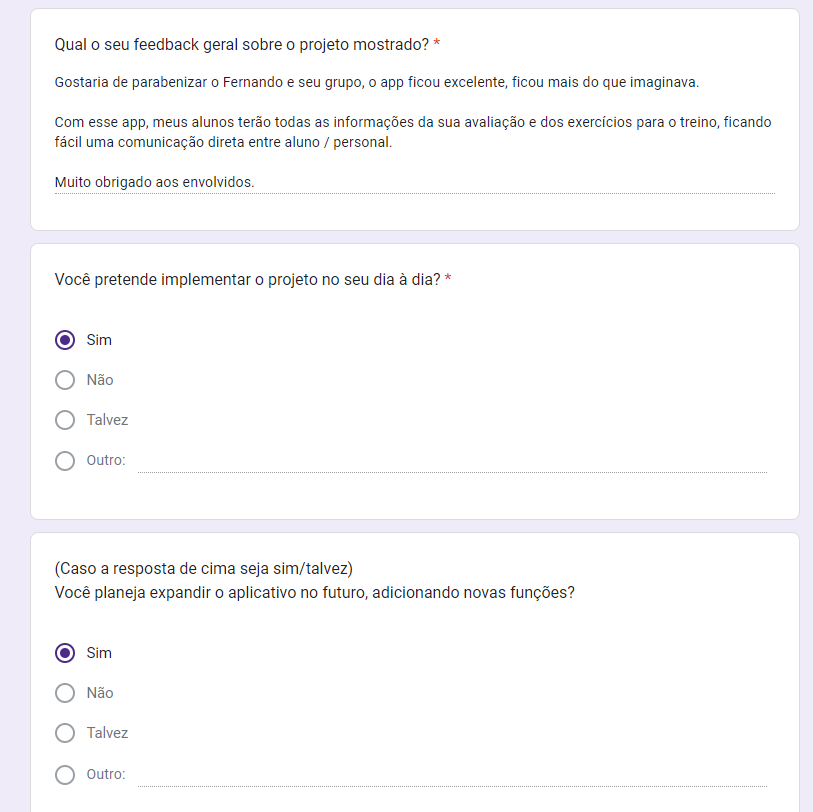 Qual o seu feedback geral sobre o projeto mostrado? *
Gostaria de parabenizar o Fernando e seu grupo, o app ficou excelente, ficou mais do que imaginava.
Com esse app, meus alunos terão todas as informações da sua avaliação e dos exercícios para o treino, ficando
fácil uma comunicação direta entre aluno / personal.
Muito obrigado aos envolvidos.
Você pretende implementar o projeto no seu dia à dia? *
Sim
Não
Talvez
Outro:
(Caso a resposta de cima seja sim/talvez)
Você planeja expandir o aplicativo no futuro, adicionando novas funções?
Sim
Não
Talvez
Outro: